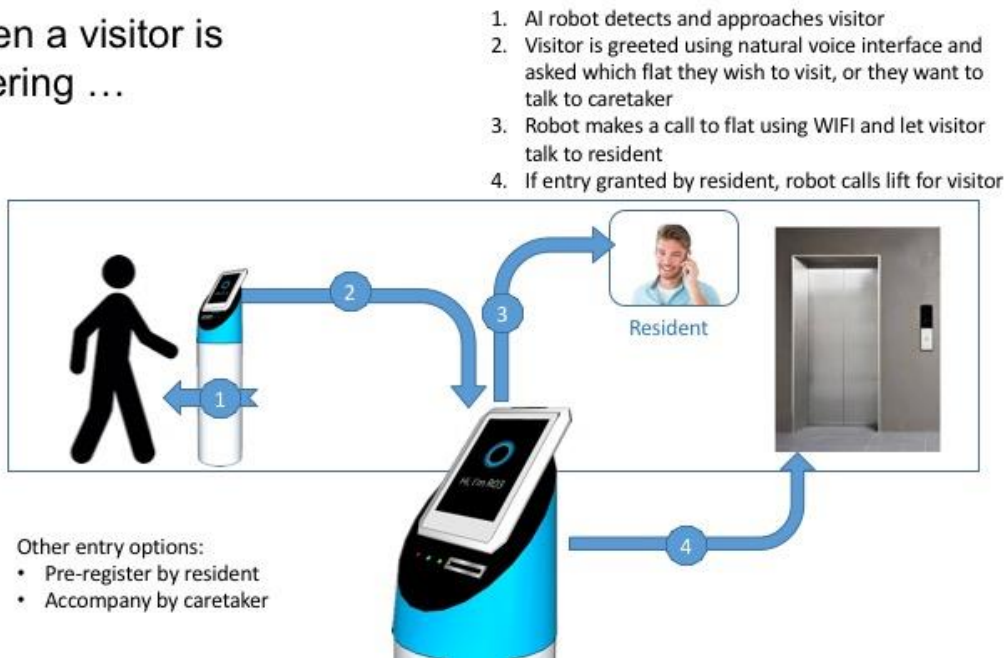 en a visitor is
ering …
1. AI robot detects and approaches visitor
2. Visitor is greeted using natural voice interface and
asked which flat they wish to visit, or they want to
talk to caretaker
3. Robot makes a call to flat using WIFI and let visitor
talk to resident
4. If entry granted by resident, robot calls lift for visitor
2
3
Resident
1
Hi, I'm R03
4
Other entry options:
• Pre-register by resident
• Accompany by caretaker